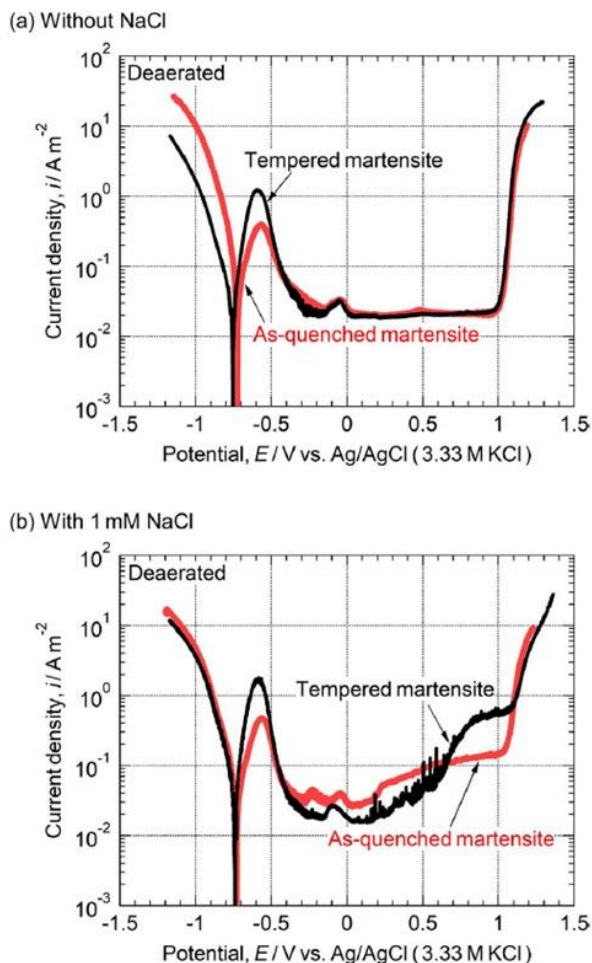 (a) Without NaCl
10²
Deaerated
10¹
Tempered martensite
10⁰
10⁻¹
As-quenched martensite
10⁻²
10⁻³
Current density, i / A m⁻²
-1.5 -1 -0.5 0 0.5 1 1.5
Potential, E / V vs. Ag/AgCl (3.33 M KCl)
(b) With 1 mM NaCl
10²
Deaerated
10¹
10⁰
Tempered martensite
10⁻¹
10⁻²
As-quenched martensite
10⁻³
Current density, i / A m⁻²
-1.5 -1 -0.5 0 0.5 1 1.5
Potential, E / V vs. Ag/AgCl (3.33 M KCl)